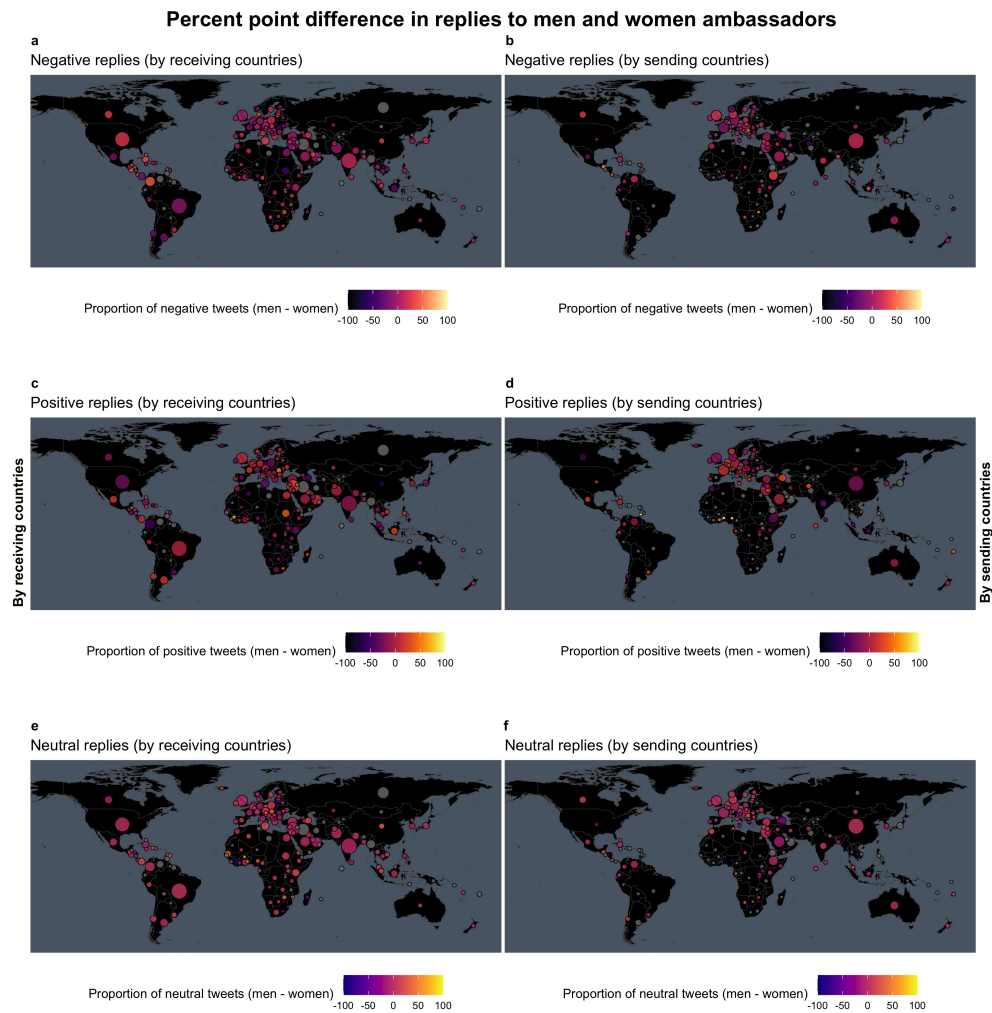 Percent point difference in replies to men and women ambassadors
a
Negative replies (by receiving countries)
b
Negative replies (by sending countries)
Proportion of negative tweets (men - women)
-100 -50 0 50 100
Proportion of negative tweets (men - women)
-100 -50 0 50 100
c
Positive replies (by receiving countries)
d
Positive replies (by sending countries)
By receiving countries
By sending countries
Proportion of positive tweets (men - women)
-100 -50 0 50 100
Proportion of positive tweets (men - women)
-100 -50 0 50 100
e
Neutral replies (by receiving countries)
f
Neutral replies (by sending countries)
Proportion of neutral tweets (men - women)
-100 -50 0 50 100
Proportion of neutral tweets (men - women)
-100 -50 0 50 100